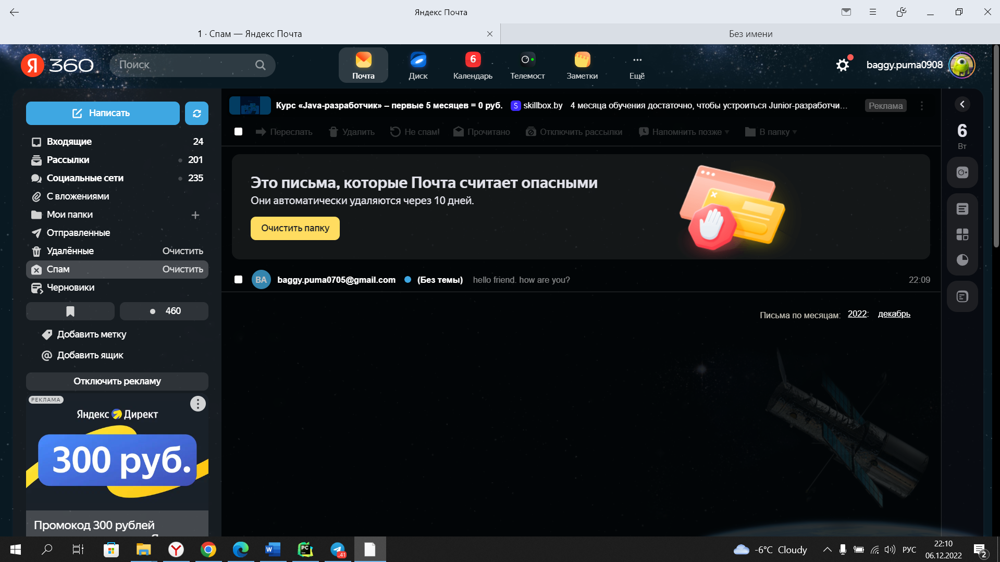 Яндекс Почта
1 · Спам — Яндекс Почта
Без имени
Я 360
Поиск
Почта
Диск
6
Календарь
Телемост
Заметки
Ещё
baggy.puma0908
Написать
Входящие 24
Рассылки 201
Социальные сети 235
С вложениями
Мои папки
Отправленные
Удалённые Очистить
Спам Очистить
Черновики
460
Добавить метку
Добавить ящик
Отключить рекламу
РЕКЛАМА
Яндекс Директ
300 руб.
Промокод 300 рублей
Курс «Java-разработчик» – первые 5 месяцев = 0 руб. S skillbox.by 4 месяца обучения достаточно, чтобы устроиться Junior-разработчи... Реклама
Переслать Удалить Не спам! Прочитано Отключить рассылки Напомнить позже В папку
Это письма, которые Почта считает опасными
Они автоматически удаляются через 10 дней.
Очистить папку
BA baggy.puma0705@gmail.com (Без темы) hello friend. how are you? 22:09
Письма по месяцам: 2022: декабрь
6
Вт
W PC 41
-6°C Cloudy
РУС
22:10
06.12.2022
2